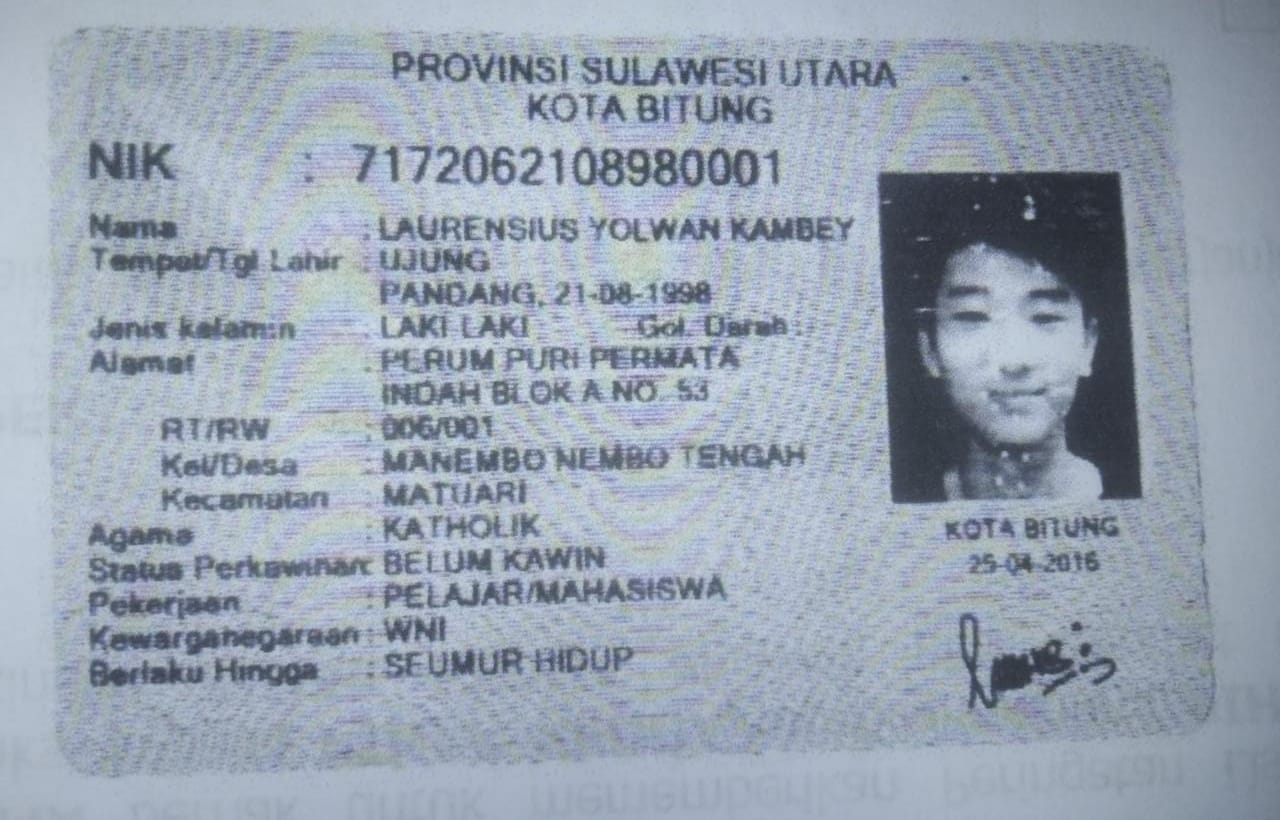 PROVINSI SULAWESI UTARA
KOTA BITUNG
NIK : 7172062108980001
Nama : LAURENSIUS YOLWAN KAMBEY
Tempat/Tgl Lahir : UJUNG
PANDANG, 21-08-1998
Jenis kelamin : LAKI LAKI Gol. Darah :
Alamat : PERUM PURI PERMATA
INDAH BLOK A NO. 53
RT/RW : 006/001
Kel/Desa : MANEMBO NEMBO TENGAH
Kecamatan : MATUARI
Agama : KATHOLIK
Status Perkawinan: BELUM KAWIN
Pekerjaan : PELAJAR/MAHASISWA
Kewarganegaraan : WNI
Berlaku Hingga : SEUMUR HIDUP
KOTA BITUNG
25-04-2016
untuk mememberikan Peringatan